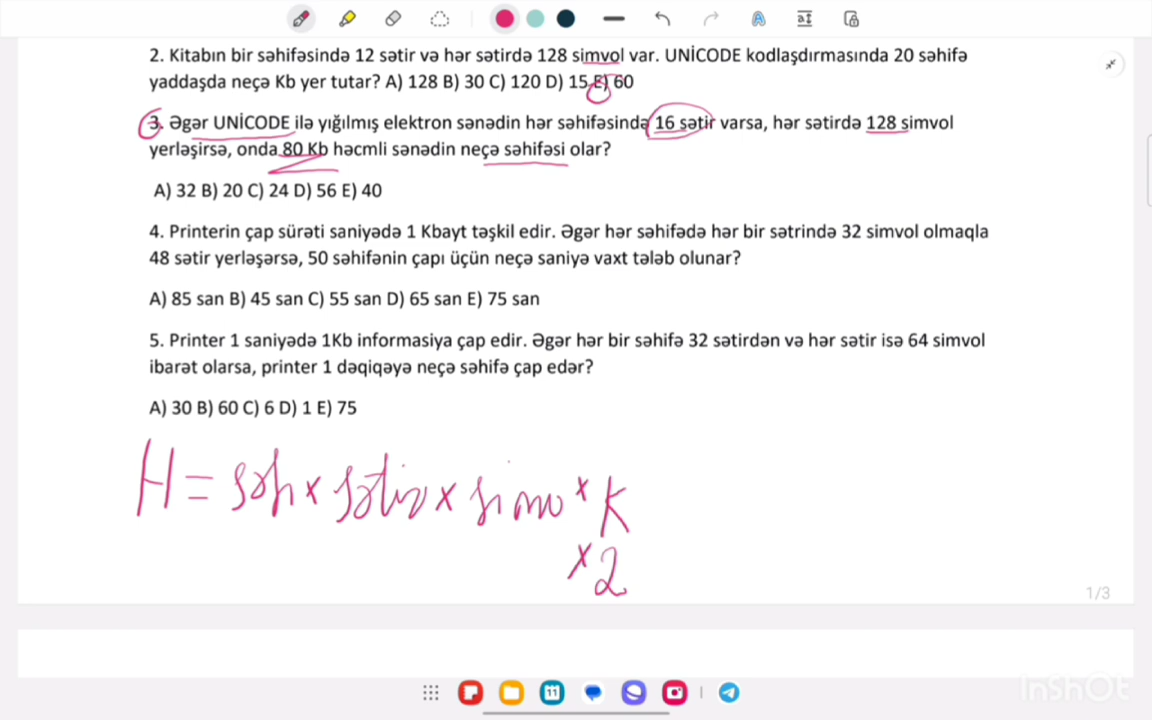 2. Kitabın bir səhifəsində 12 sətir və hər sətirdə 128 simvol var. UNİCODE kodlaşdırmasında 20 səhifə
yaddaşda neçə Kb yer tutar? A) 128 B) 30 C) 120 D) 15 E) 60
3. Əgər UNİCODE ilə yığılmış elektron sənədin hər səhifəsində 16 sətir varsa, hər sətirdə 128 simvol
yerləşirsə, onda 80 Kb həcmli sənədin neçə səhifəsi olar?
A) 32 B) 20 C) 24 D) 56 E) 40
4. Printerin çap sürəti saniyədə 1 Kbayt təşkil edir. Əgər hər səhifədə hər bir sətrində 32 simvol olmaqla
48 sətir yerləşərsə, 50 səhifənin çapı üçün neçə saniyə vaxt tələb olunar?
A) 85 san B) 45 san C) 55 san D) 65 san E) 75 san
5. Printer 1 saniyədə 1Kb informasiya çap edir. Əgər hər bir səhifə 32 sətirdən və hər sətir isə 64 simvol
ibarət olarsa, printer 1 dəqiqəyə neçə səhifə çap edər?
A) 30 B) 60 C) 6 D) 1 E) 75
H = səh x sətir x simv x K
x 2
1/3
11
InShOt